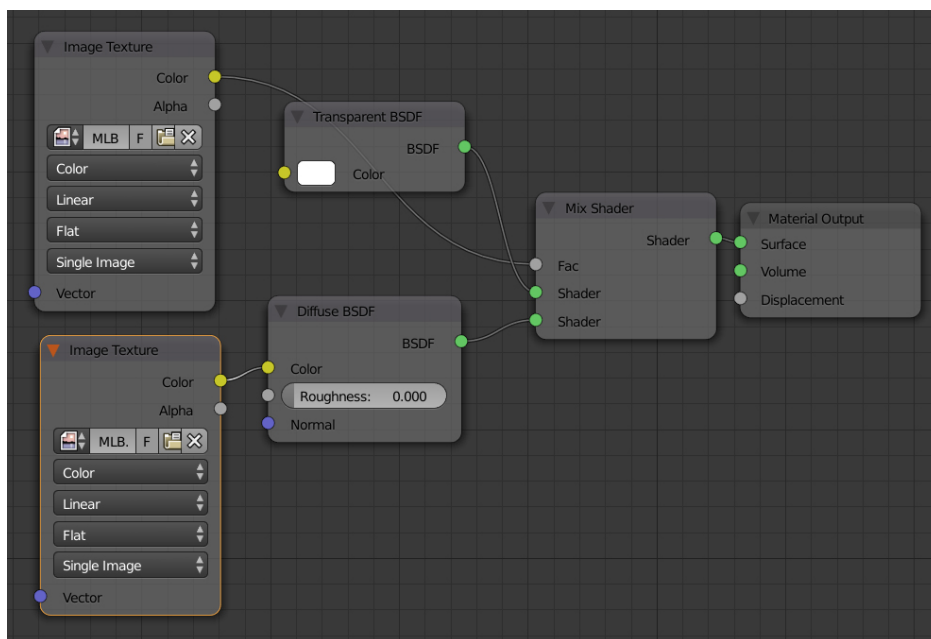 Image Texture
Color
Alpha
MLB F
Color
Linear
Flat
Single Image
Vector
Transparent BSDF
BSDF
Color
Mix Shader
Shader
Fac
Shader
Shader
Material Output
Surface
Volume
Displacement
Image Texture
Color
Alpha
MLB. F
Color
Linear
Flat
Single Image
Vector
Diffuse BSDF
BSDF
Color
Roughness: 0.000
Normal